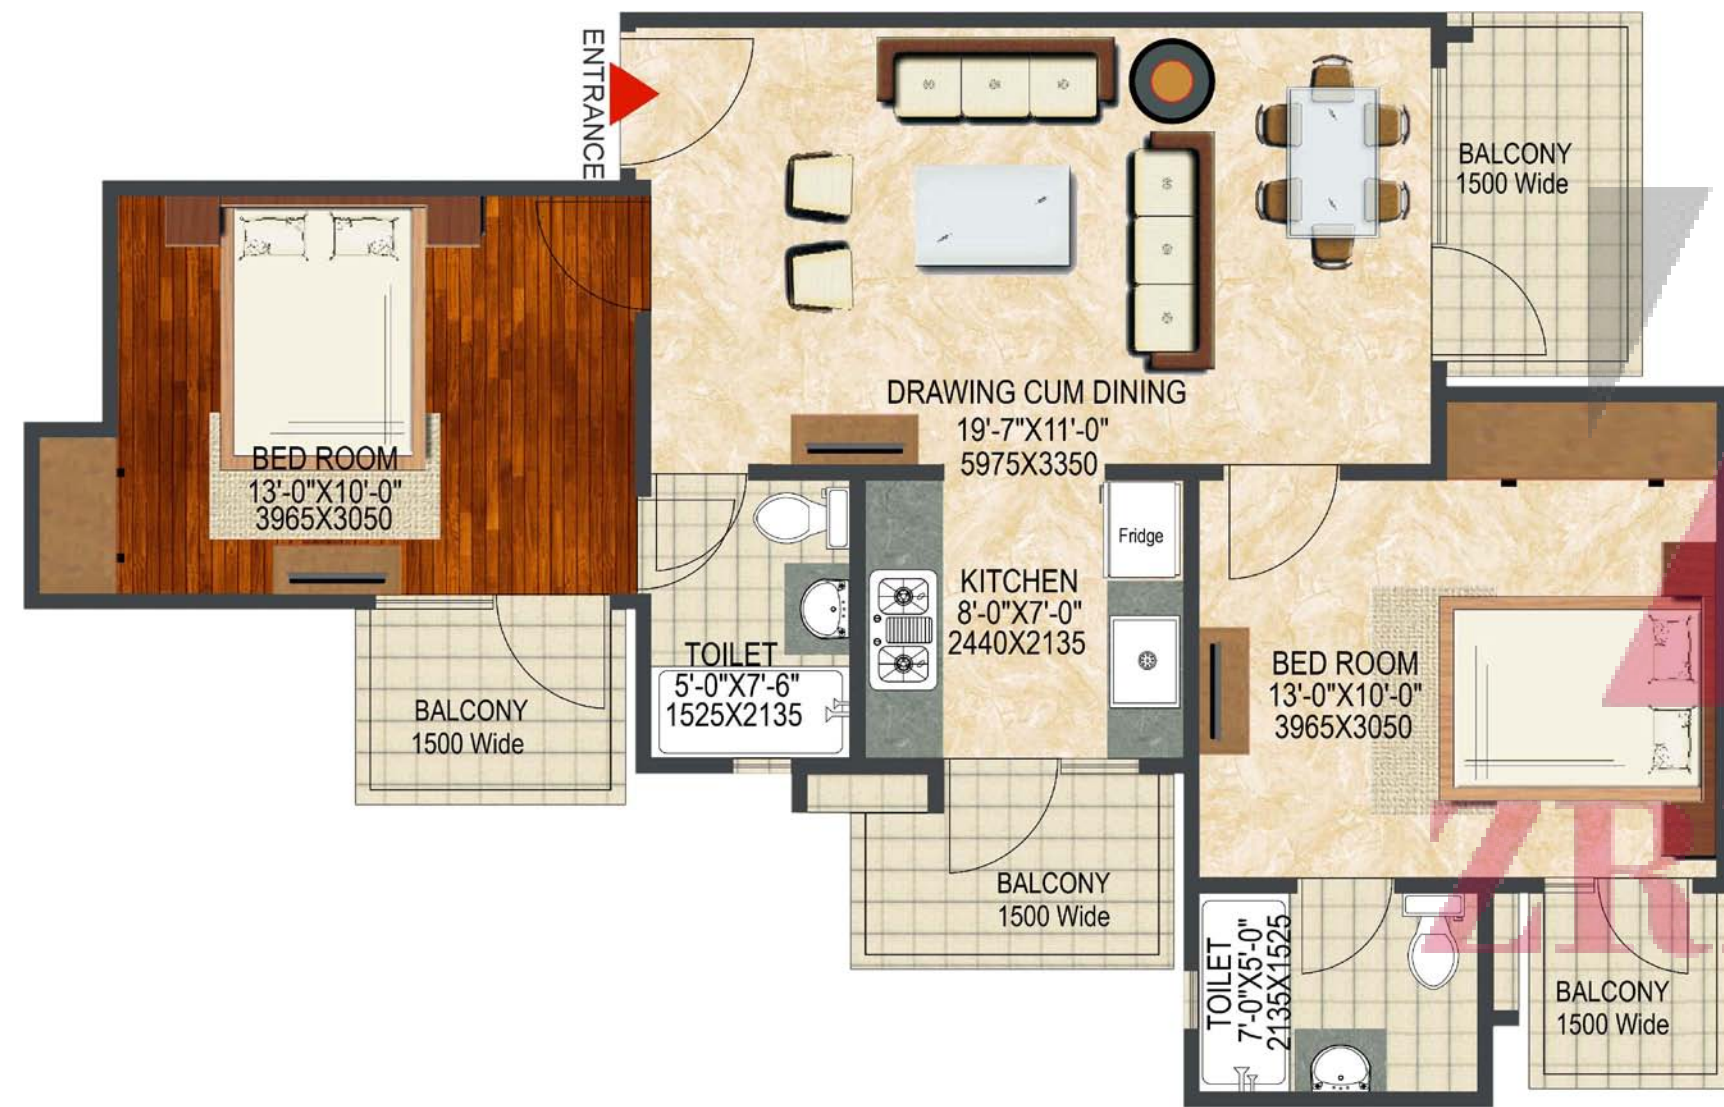 ENTRANCE
BALCONY
1500 Wide
DRAWING CUM DINING
19'-7"X11'-0"
5975X3350
BED ROOM
13'-0"X10'-0"
3965X3050
Fridge
KITCHEN
8'-0"X7'-0"
2440X2135
TOILET
5'-0"X7'-6"
1525X2135
BED ROOM
13'-0"X10'-0"
3965X3050
BALCONY
1500 Wide
BALCONY
1500 Wide
ZR
TOILET
7'-0"X5'-0"
2135X1525
BALCONY
1500 Wide